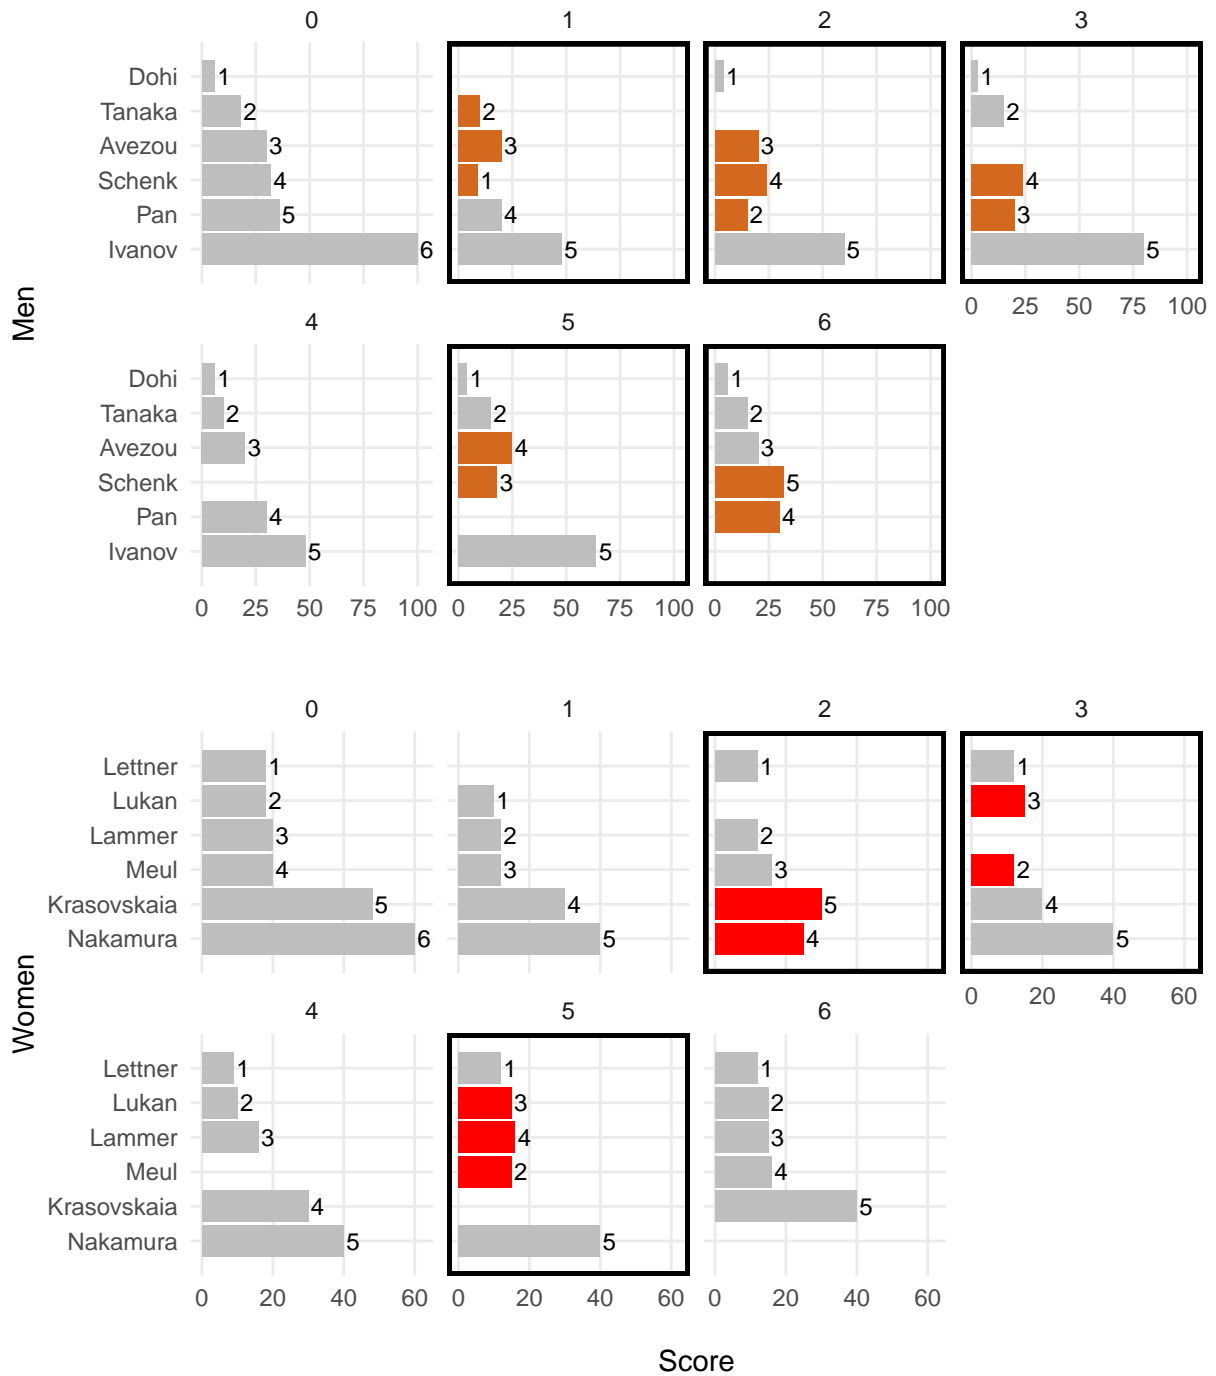 0 1 2 3
Dohi 1 1 1
Tanaka 2 2 2
Avezou 3 3 3
Schenk 4 1 4 4
Pan 5 4 2 3
Ivanov 6 5 5 5
0 25 50 75 100
Men
4 5 6
Dohi 1 1 1
Tanaka 2 2 2
Avezou 3 4 3
Schenk 3 5
Pan 4 4
Ivanov 5 5
0 25 50 75 100 0 25 50 75 100 0 25 50 75 100
0 1 2 3
Lettner 1 1 1
Lukan 2 1 3
Lammer 3 2 2
Meul 4 3 3 2
Krasovskaia 5 4 5 4
Nakamura 6 5 4 5
0 20 40 60
Women
4 5 6
Lettner 1 1 1
Lukan 2 3 2
Lammer 3 4 3
Meul 2 4
Krasovskaia 4 5
Nakamura 5 5
0 20 40 60 0 20 40 60 0 20 40 60
Score